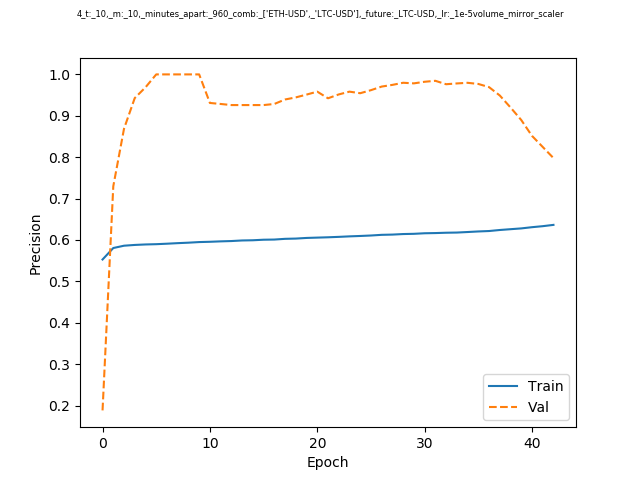 4_t:_10,_m:_10,_minutes_apart:_960_comb:_['ETH-USD',_'LTC-USD'],_future:_LTC-USD,_lr:_1e-5volume_mirror_scaler
1.0
0.9
0.8
0.7
0.6
0.5
0.4
0.3
0.2
Precision
Train
Val
0 10 20 30 40
Epoch